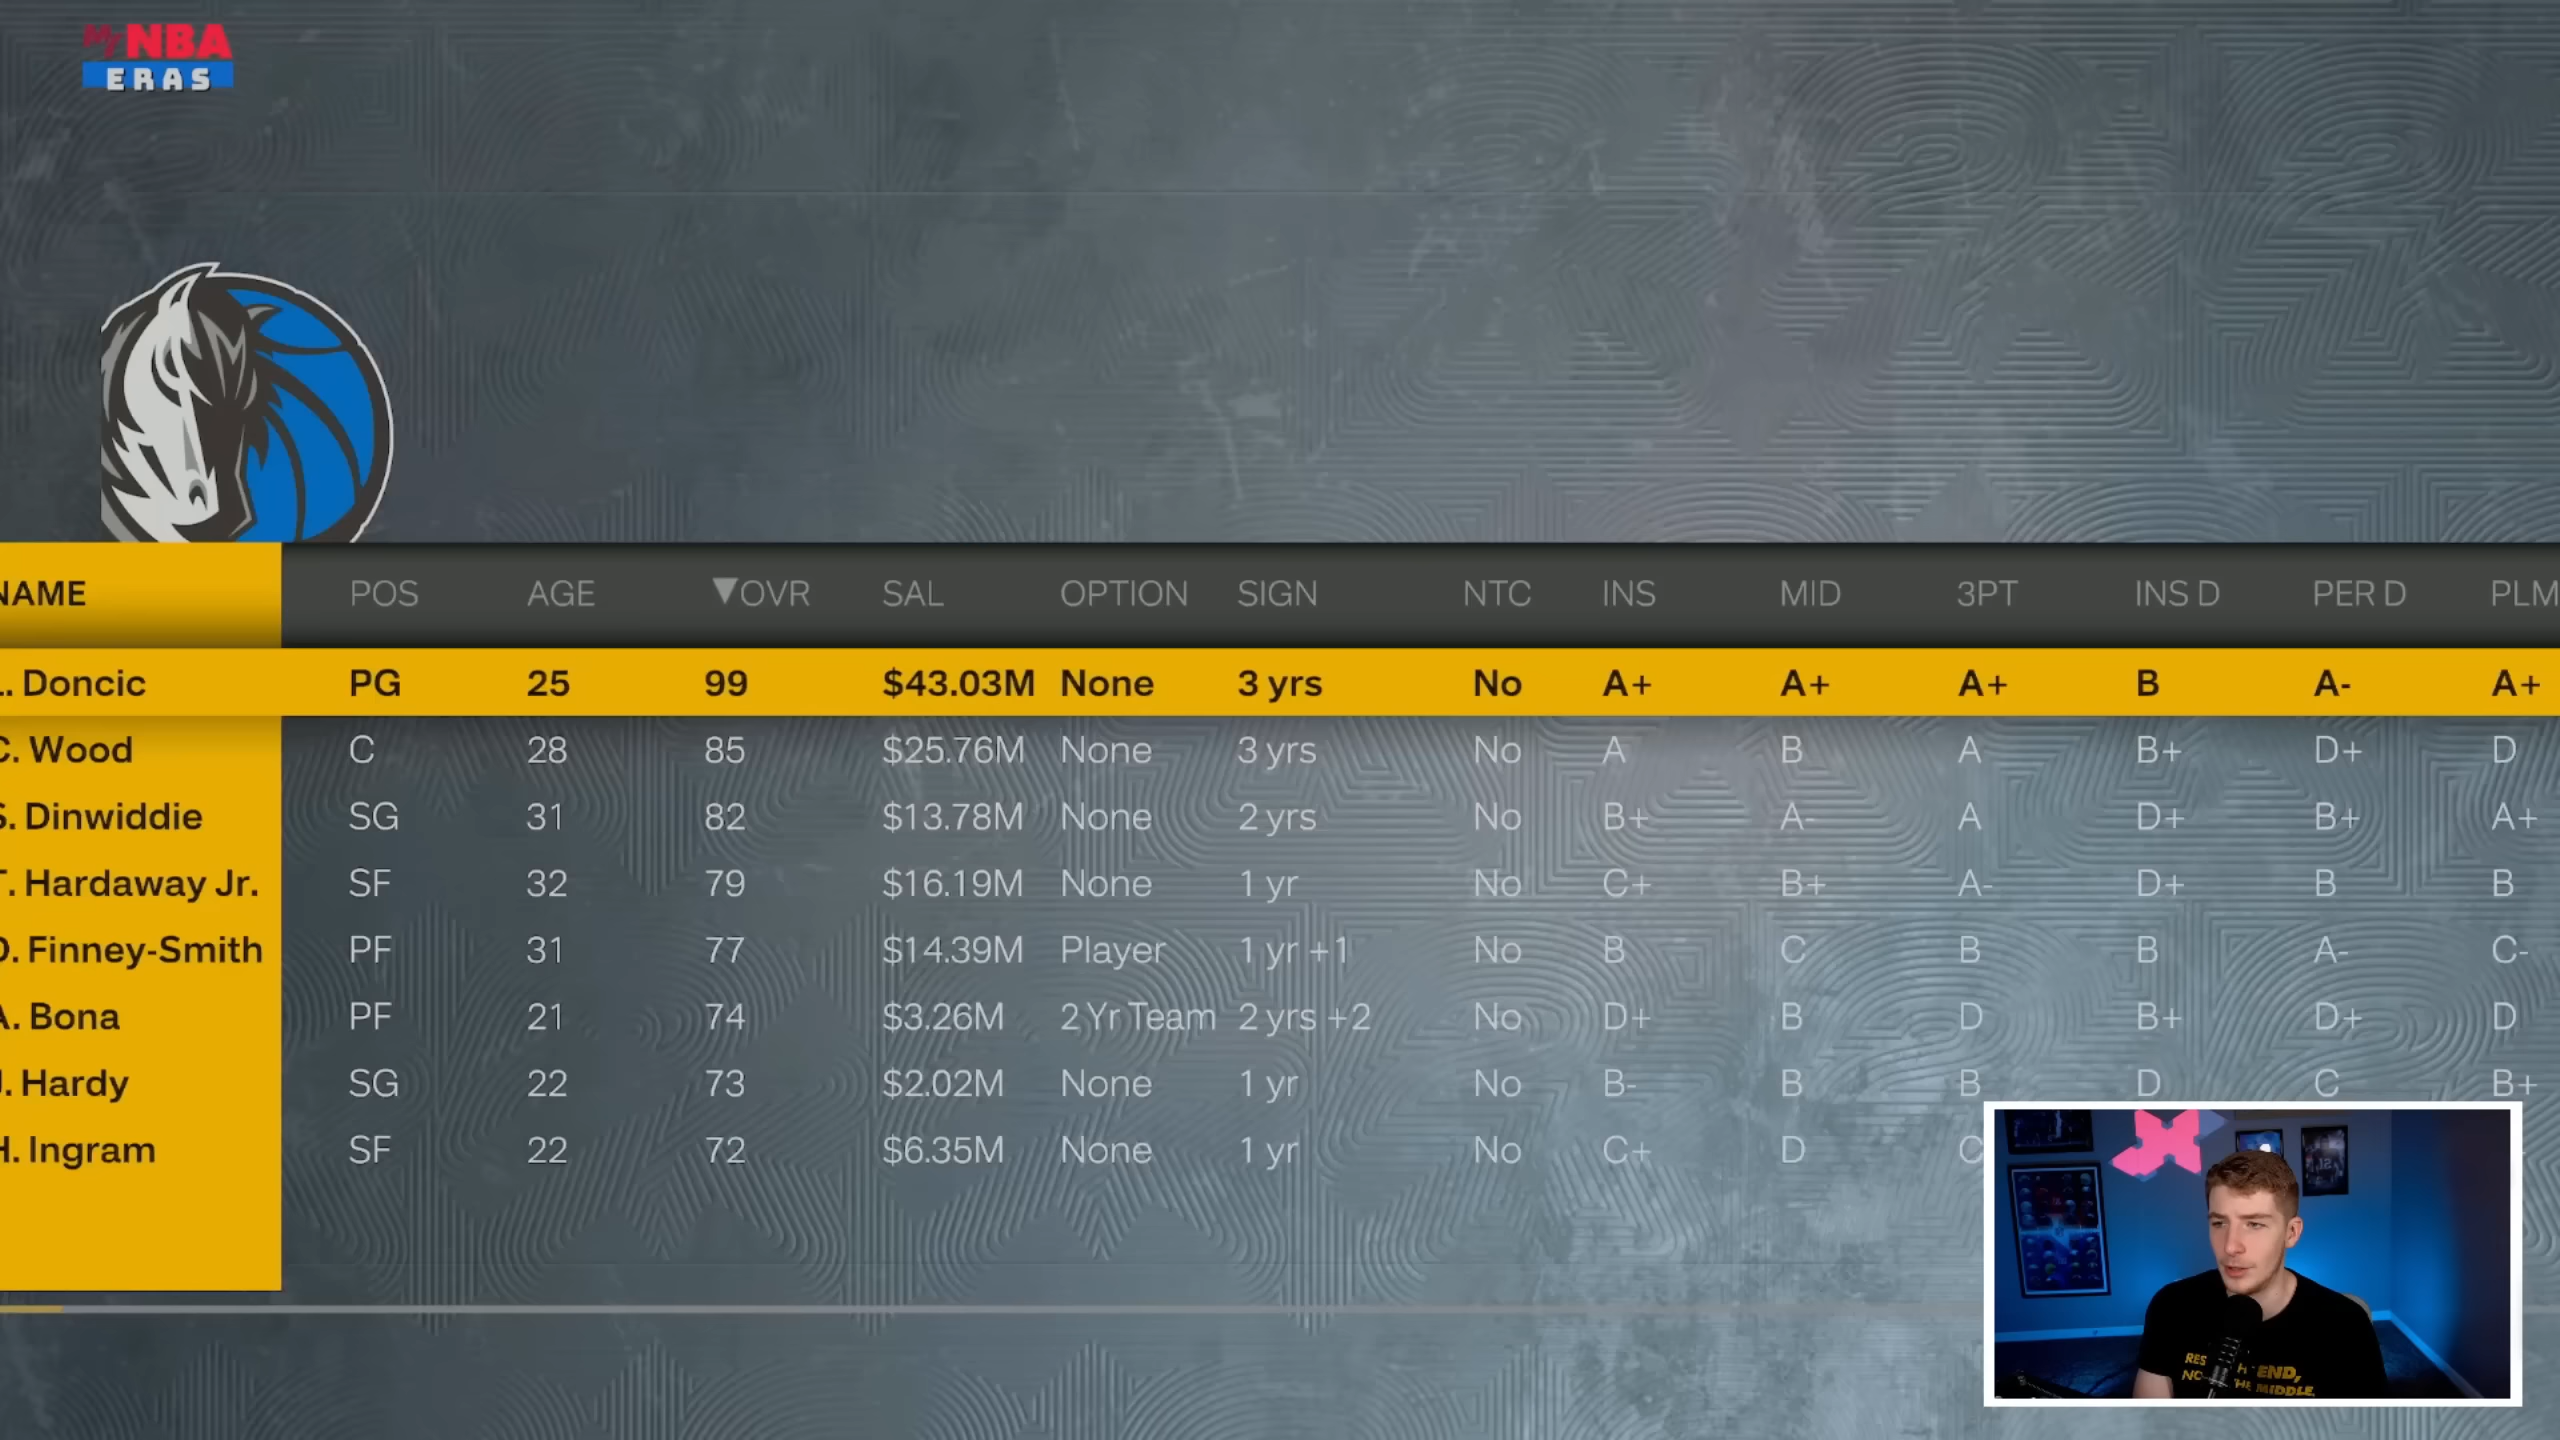 My NBA
ERAS
NAME POS AGE ▼OVR SAL OPTION SIGN NTC INS MID 3PT INS D PER D PLM
L. Doncic PG 25 99 $43.03M None 3 yrs No A+ A+ A+ B A- A+
C. Wood C 28 85 $25.76M None 3 yrs No A B A B+ D+ D
S. Dinwiddie SG 31 82 $13.78M None 2 yrs No B+ A- A D+ B+ A+
T. Hardaway Jr. SF 32 79 $16.19M None 1 yr No C+ B+ A- D+ B B
D. Finney-Smith PF 31 77 $14.39M Player 1 yr +1 No B C B B A- C-
A. Bona PF 21 74 $3.26M 2 Yr Team 2 yrs +2 No D+ B D B+ D+ D
J. Hardy SG 22 73 $2.02M None 1 yr No B- B B D C B+
H. Ingram SF 22 72 $6.35M None 1 yr No C+ D C
END,
MIDDLE.